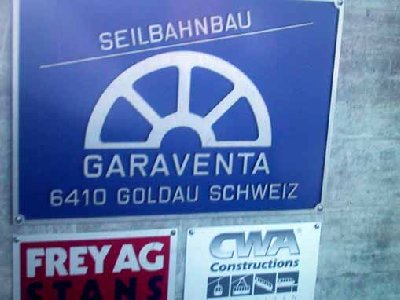 SEILBAHNBAU
GARAVENTA
6410 GOLDAU SCHWEIZ
FREY AG
STANS
CWA
Constructions